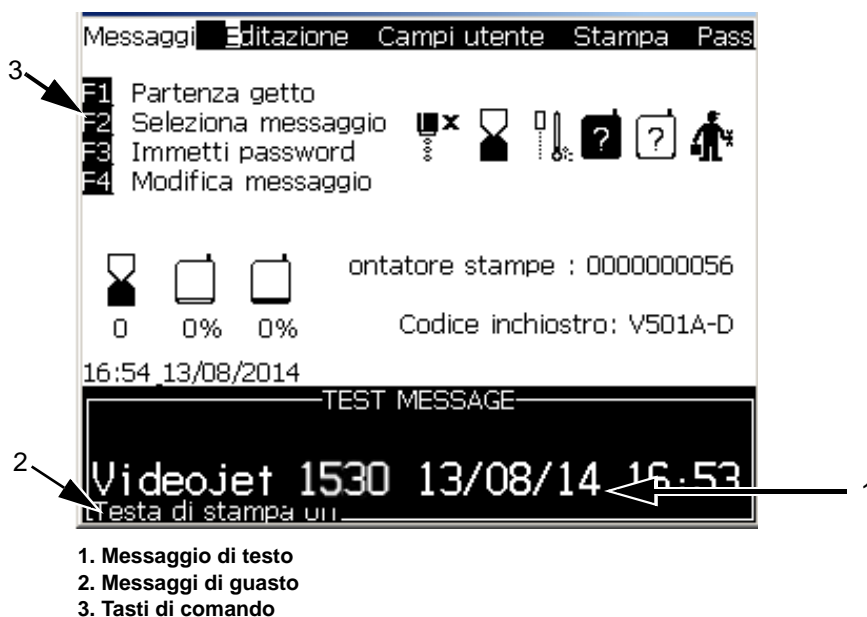 Messaggi Editazione Campi utente Stampa Pass
3
F1 Partenza getto
F2 Seleziona messaggio
F3 Immetti password
F4 Modifica messaggio
? ?
ontatore stampe : 0000000056
0 0% 0%
Codice inchiostro: V501A-D
16:54 13/08/2014
TEST MESSAGE
2
Videojet 1530 13/08/14 16:53
1
Testa di stampa
1. Messaggio di testo
2. Messaggi di guasto
3. Tasti di comando